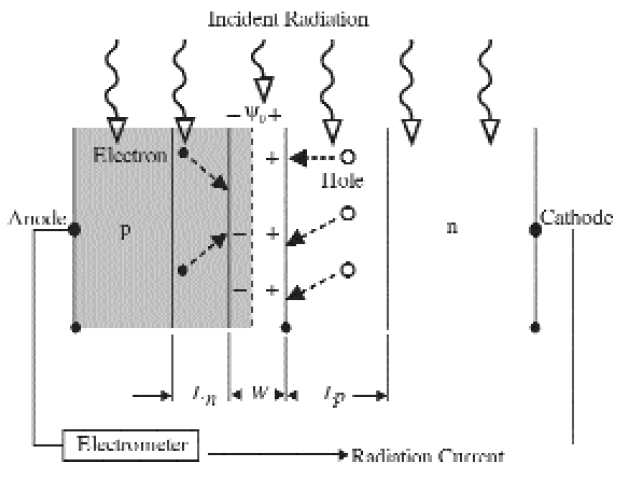 Incident Radiation
– Ψ₀ +
Electron
+
Hole
Anode
p
– +
n
Cathode
– +
Lₙ
W
Lₚ
Electrometer
Radiation Current